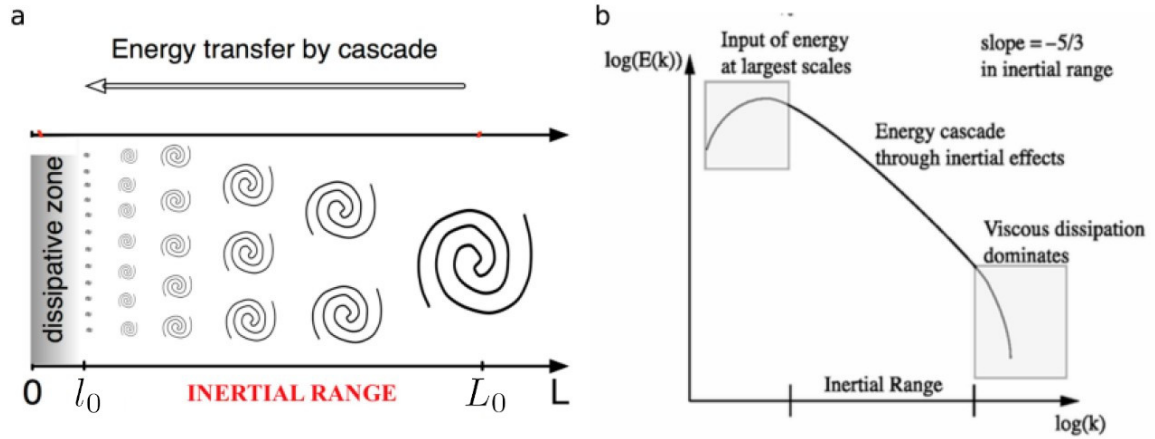 a
Energy transfer by cascade
dissipative zone
0
l₀
INERTIAL RANGE
L₀
L
b
log(E(k))
Input of energy
at largest scales
slope = −5/3
in inertial range
Energy cascade
through inertial effects
Viscous dissipation
dominates
Inertial Range
log(k)